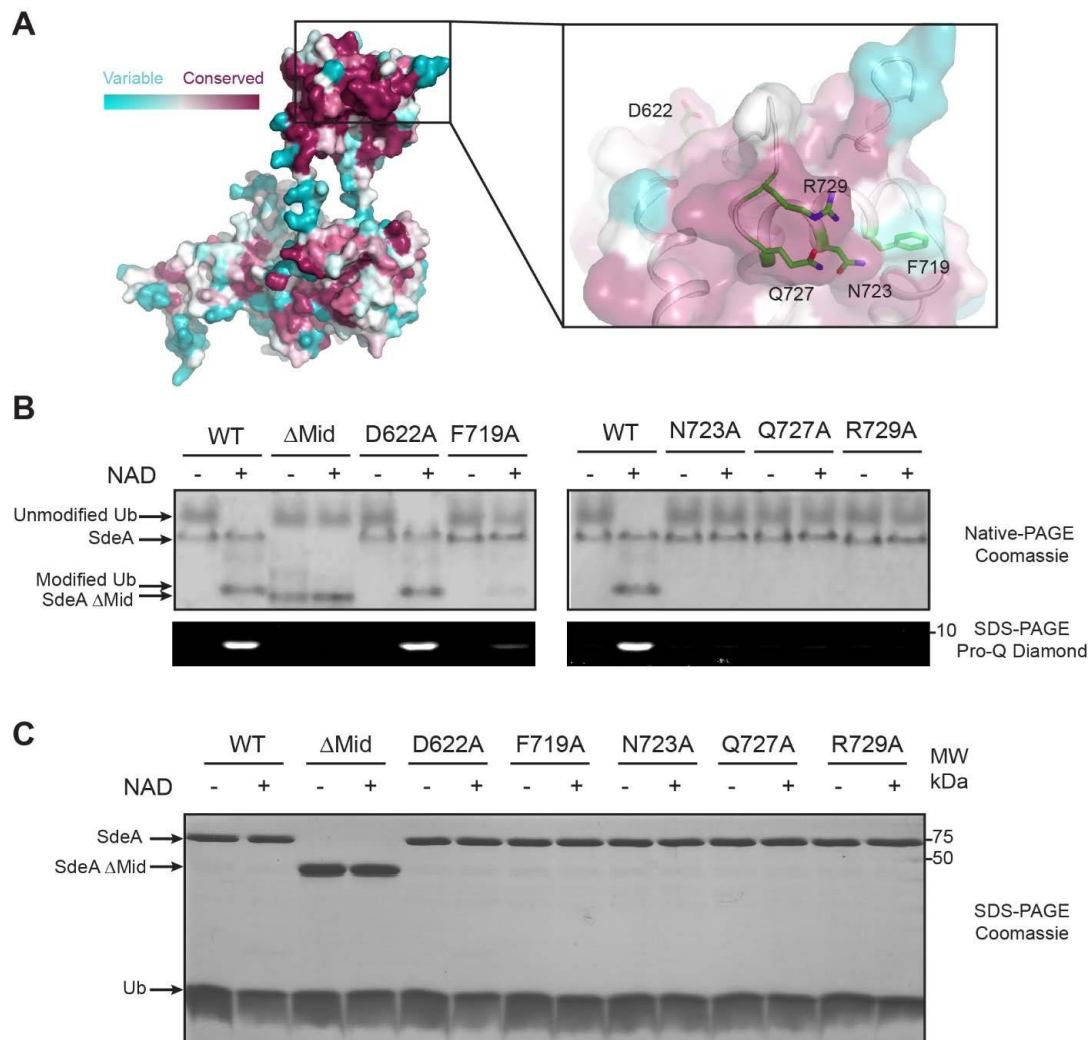 A
Variable Conserved
D622
R729
F719
Q727 N723
B
WT ΔMid D622A F719A WT N723A Q727A R729A
NAD - + - + - + - + - + - + - + - +
Unmodified Ub
SdeA
Native-PAGE
Coomassie
Modified Ub
SdeA ΔMid
10
SDS-PAGE
Pro-Q Diamond
C
WT ΔMid D622A F719A N723A Q727A R729A MW
kDa
NAD - + - + - + - + - + - + - +
SdeA
75
SdeA ΔMid
50
SDS-PAGE
Coomassie
Ub